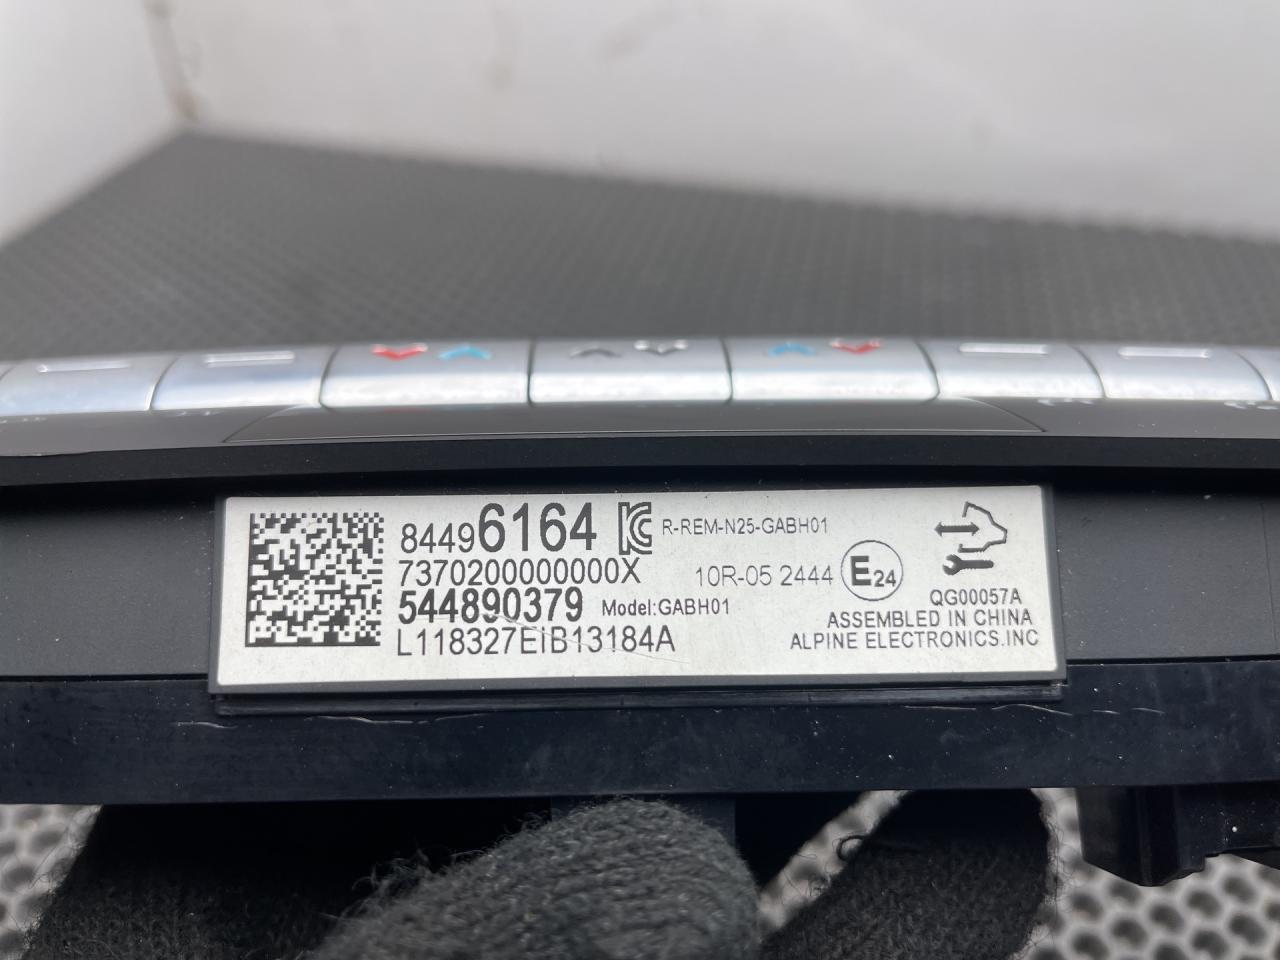 84496164 R-REM-N25-GABH01
7370200000000X 10R-05 2444 E24
544890379 Model:GABH01 QG00057A
ASSEMBLED IN CHINA
L118327EIB13184A ALPINE ELECTRONICS.INC